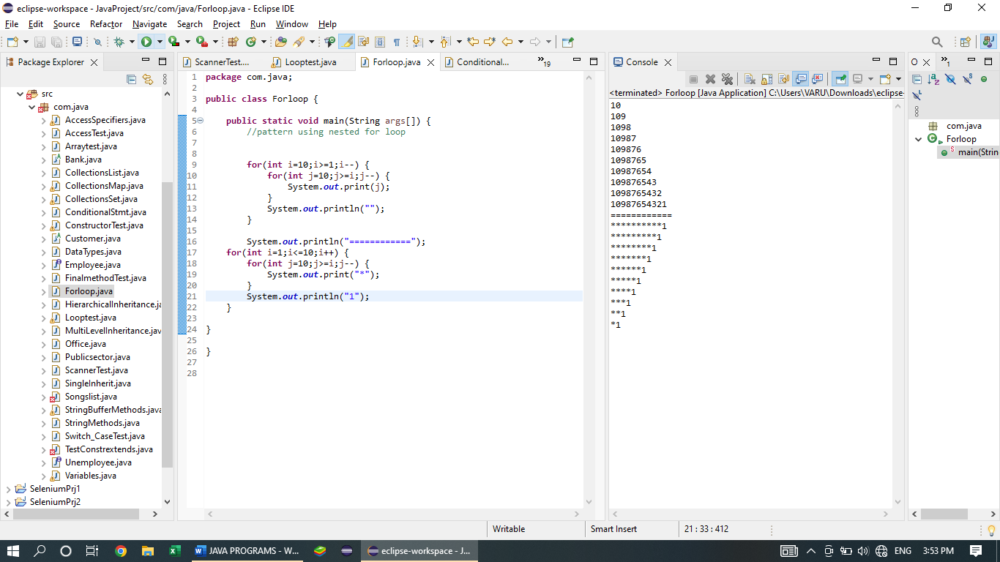 eclipse-workspace - JavaProject/src/com/java/Forloop.java - Eclipse IDE
File Edit Source Refactor Navigate Search Project Run Window Help
Package Explorer
src
com.java
AccessSpecifiers.java
AccessTest.java
Arraytest.java
Bank.java
CollectionsList.java
CollectionsMap.java
CollectionsSet.java
ConditionalStmt.java
ConstructorTest.java
Customer.java
DataTypes.java
Employee.java
FinalmethodTest.java
Forloop.java
HierarchicalInheritance.ja
Looptest.java
MultiLevelInheritance.jav
Office.java
Publicsector.java
ScannerTest.java
SingleInherit.java
Songslist.java
StringBufferMethods.java
StringMethods.java
Switch_CaseTest.java
TestConstrextends.java
Unemployee.java
Variables.java
SeleniumPrj1
SeleniumPrj2
ScannerTest.... Looptest.java Forloop.java Conditional... »19
1 package com.java;
2
3 public class Forloop {
4
5 public static void main(String args[]) {
6 //pattern using nested for loop
7
8
9 for(int i=10;i>=1;i--) {
10 for(int j=10;j>=i;j--) {
11 System.out.print(j);
12 }
13 System.out.println("");
14 }
15
16 System.out.println("============");
17 for(int i=1;i<=10;i++) {
18 for(int j=10;j>=i;j--) {
19 System.out.print("*");
20 }
21 System.out.println("1");
22 }
23
24 }
25
26 }
27
28
Console
<terminated> Forloop [Java Application] C:\Users\VARU\Downloads\eclipse-
10
109
1098
10987
109876
1098765
10987654
109876543
1098765432
10987654321
============
**********1
*********1
********1
*******1
******1
*****1
****1
***1
**1
*1
O »1
com.java
Forloop
main(Strin
Writable Smart Insert 21 : 33 : 412
JAVA PROGRAMS - W... eclipse-workspace - J... ENG 3:53 PM